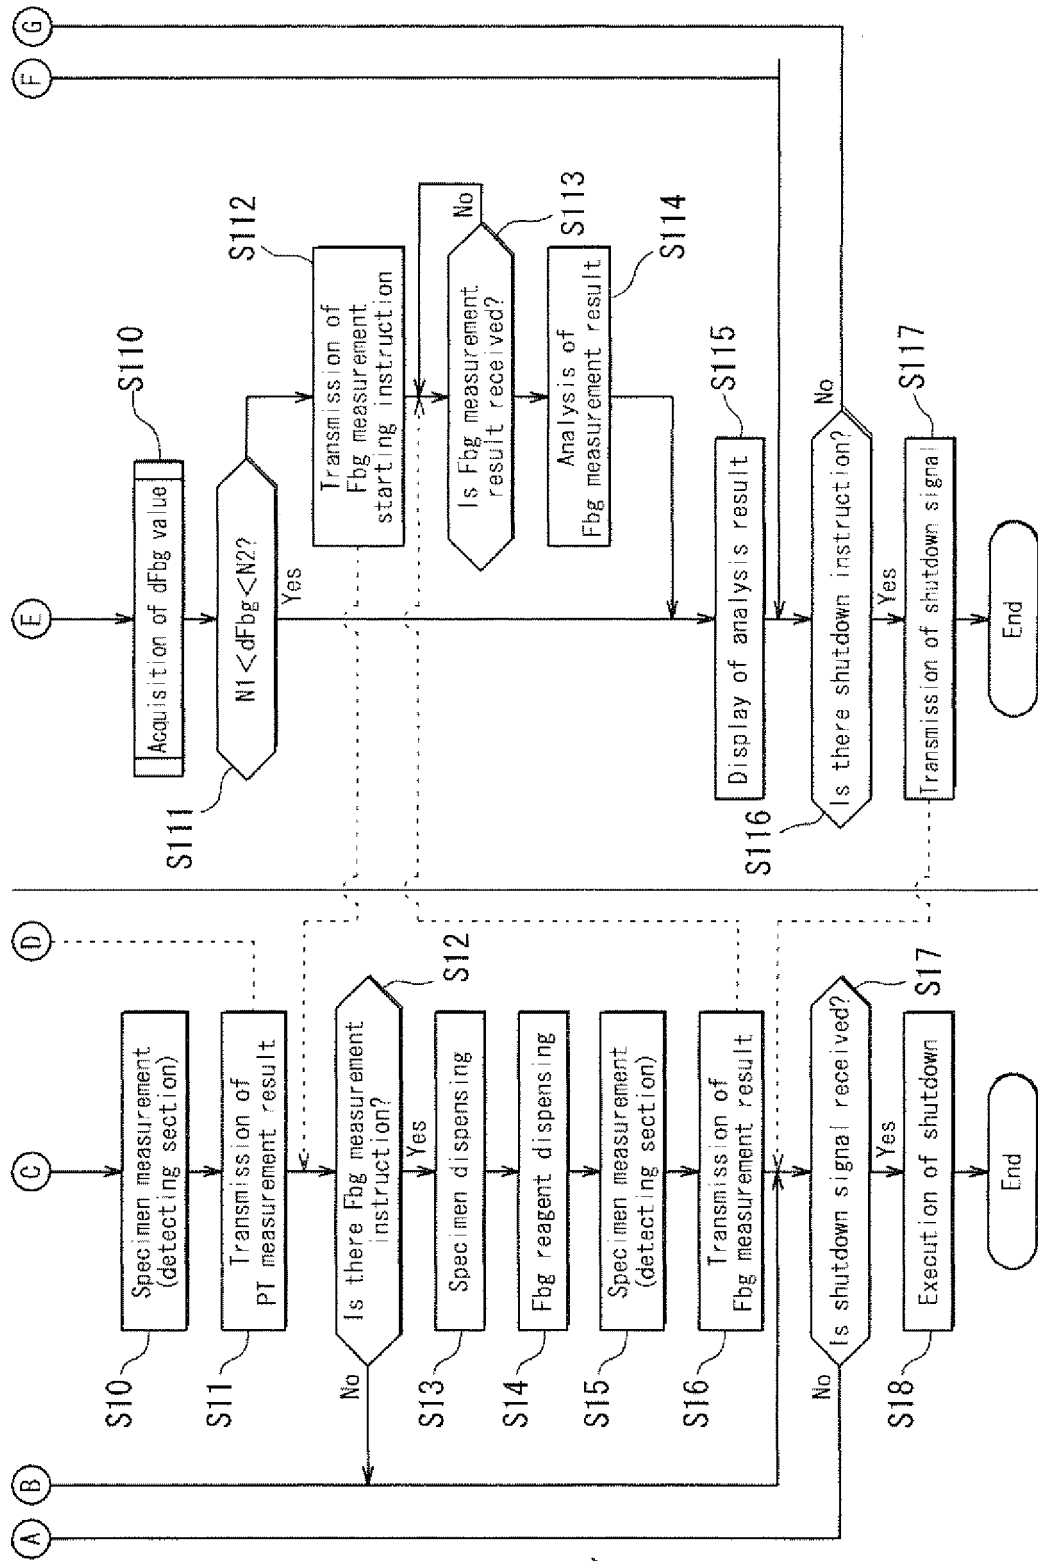 A
B
C
D
E
F
G
S10
Specimen measurement
(detecting section)
S11
Transmission of
PT measurement result
Is there Fbg measurement
instruction?
S12
No
Yes
S13
Specimen dispensing
S14
Fbg reagent dispensing
S15
Specimen measurement
(detecting section)
S16
Transmission of
Fbg measurement result
Is shutdown signal received?
S17
No
Yes
S18
Execution of shutdown
End
Acquisition of dFbg value
S110
S111
N1<dFbg<N2?
Yes
S112
Transmission of
Fbg measurement
starting instruction
Is Fbg measurement
result received?
No
S113
Analysis of
Fbg measurement result
S114
Display of analysis result
S115
S116
Is there shutdown instruction?
No
Yes
Transmission of shutdown signal
S117
End